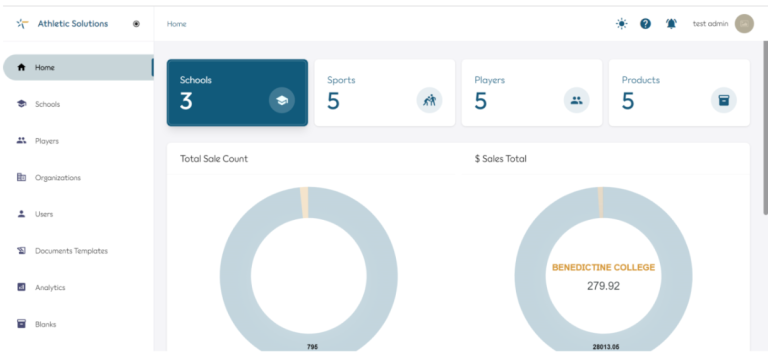 Athletic Solutions
Home
test admin
Home
Schools
Players
Organizations
Users
Documents Templates
Analytics
Blanks
Schools
3
Sports
5
Players
5
Products
5
Total Sale Count
$ Sales Total
BENEDICTINE COLLEGE
279.92
795
28013.05